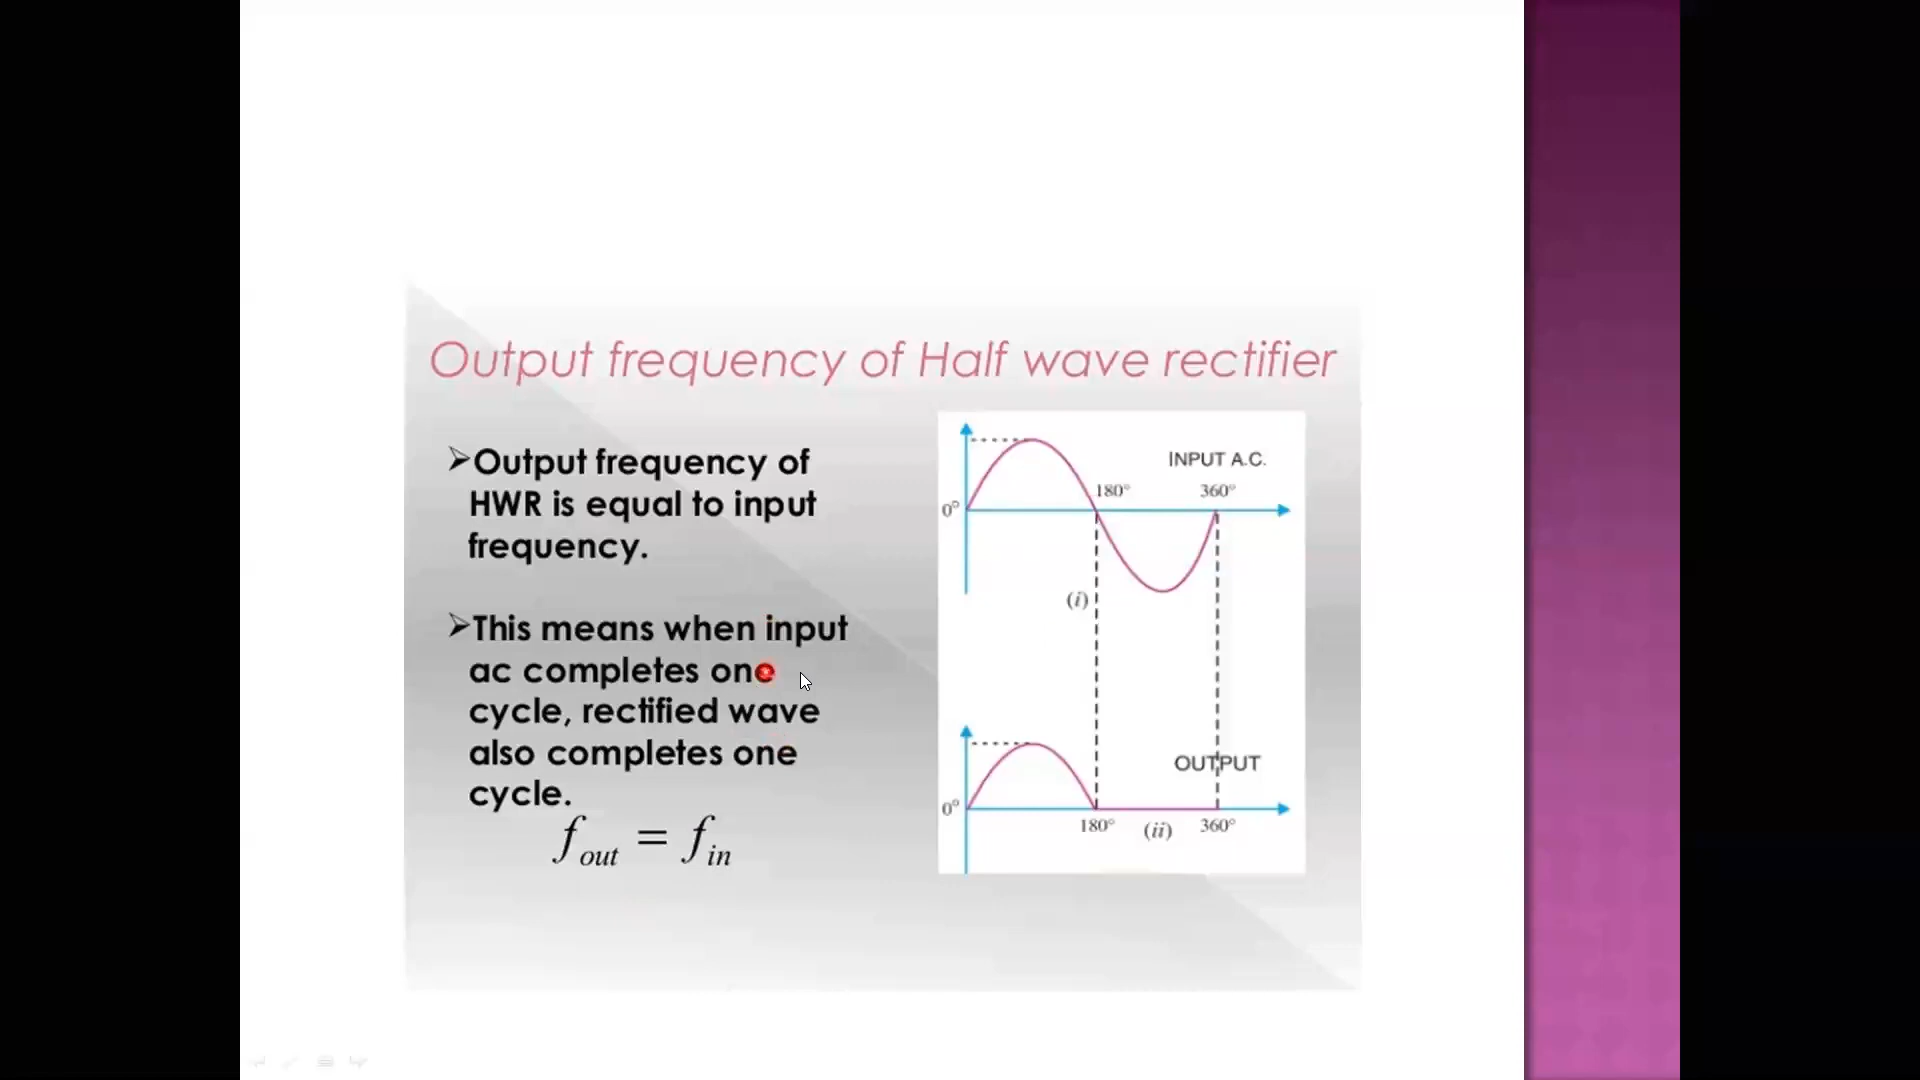 Output frequency of Half wave rectifier
➢Output frequency of
HWR is equal to input
frequency.
➢This means when input
ac completes one
cycle, rectified wave
also completes one
cycle.
f out = f in
INPUT A.C.
180° 360°
0°
(i)
OUTPUT
0°
180° (ii) 360°